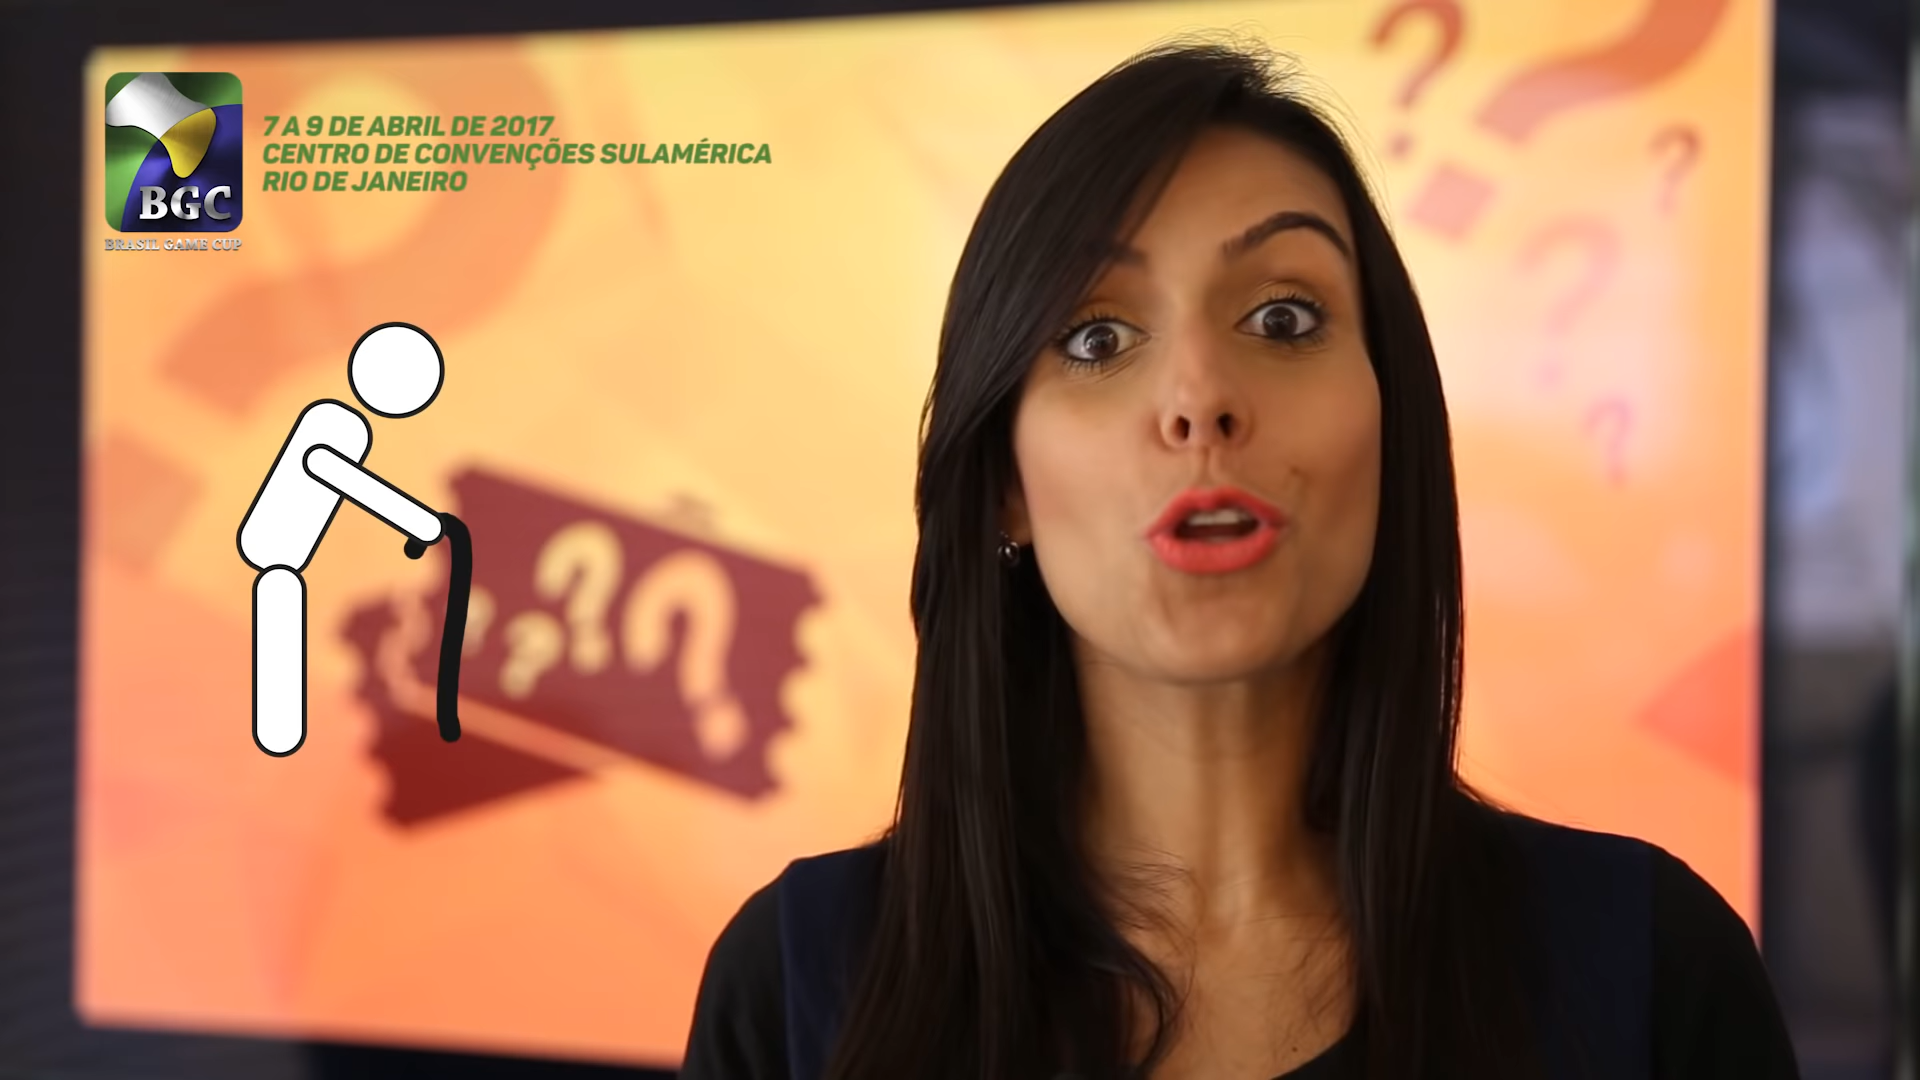 7 A 9 DE ABRIL DE 2017
CENTRO DE CONVENÇÕES SULAMÉRICA
RIO DE JANEIRO
BGC
BRASIL GAME CUP
? ? ? ?
? ? ? ? ?